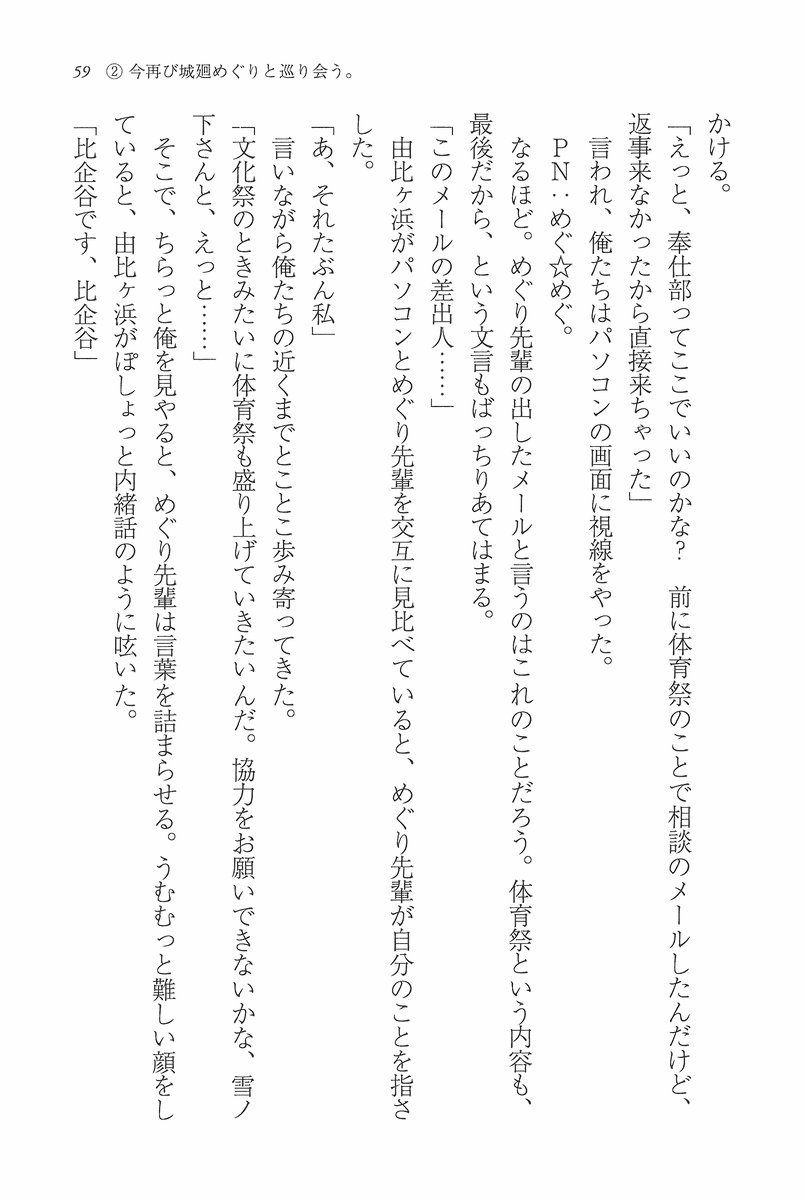 59 ② 今再び城廻めぐりと巡り会う。
かける。
「えっと、奉仕部ってここでいいのかな？　前に体育祭のことで相談のメールしたんだけど、
返事来なかったから直接来ちゃった」
言われ、俺たちはパソコンの画面に視線をやった。
ＰＮ：めぐ☆めぐ。
なるほど。めぐり先輩の出したメールと言うのはこれのことだろう。体育祭という内容も、
最後だから、という文言もばっちりあてはまる。
「このメールの差出人……」
由比ヶ浜がパソコンとめぐり先輩を交互に見比べていると、めぐり先輩が自分のことを指さ
した。
「あ、それたぶん私」
言いながら俺たちの近くまでとことこ歩み寄ってきた。
「文化祭のときみたいに体育祭も盛り上げていきたいんだ。協力をお願いできないかな、雪ノ
下さんと、えっと……」
そこで、ちらっと俺を見やると、めぐり先輩は言葉を詰まらせる。うむむっと難しい顔をし
ていると、由比ヶ浜がぽしょっと内緒話のように呟いた。
「比企谷です、比企谷」